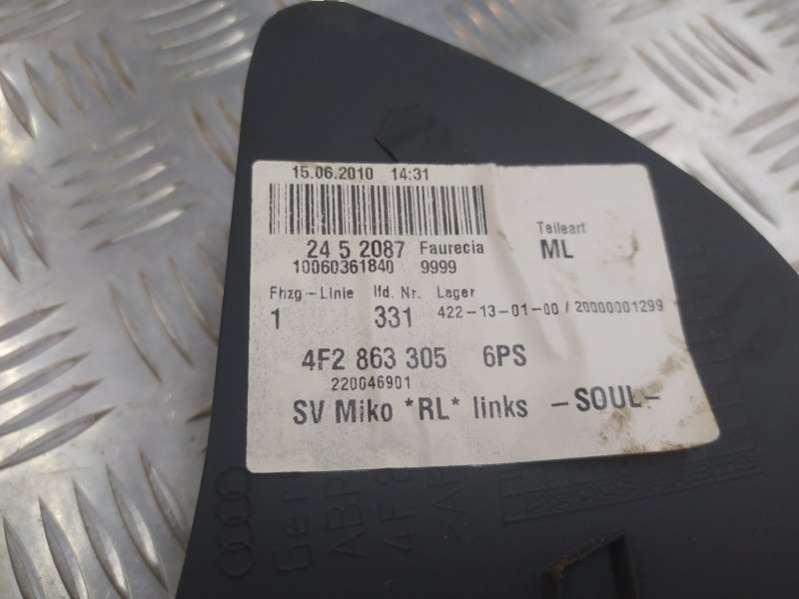 15.06.2010 14:31
24 5 2087 Faurecia
10060361840 9999
Teileart
ML
Fhzg-Linie lfd. Nr. Lager
1 331 422-13-01-00 / 20000001299
4F2 863 305 6PS
220046901
SV Miko *RL* links -SOUL-